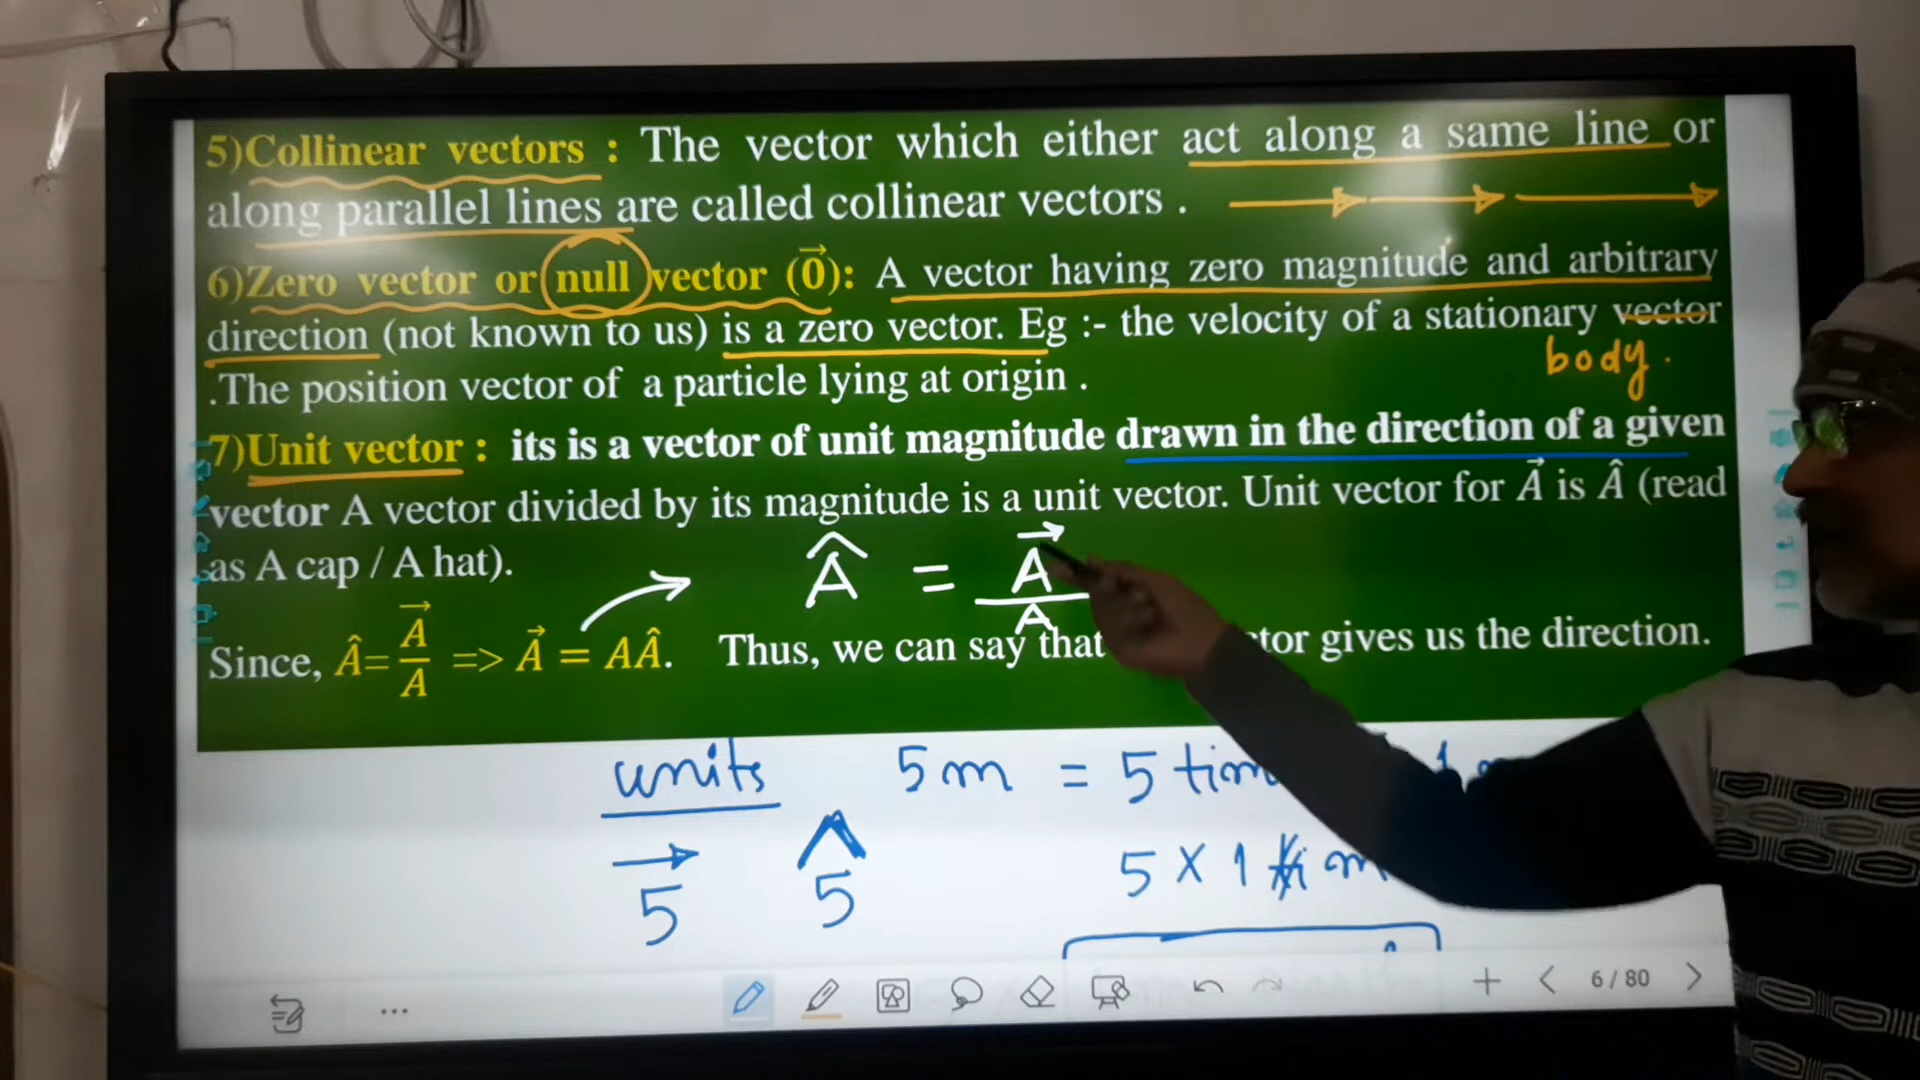 5)Collinear vectors : The vector which either act along a same line or
along parallel lines are called collinear vectors .
6)Zero vector or null vector (0⃗): A vector having zero magnitude and arbitrary
direction (not known to us) is a zero vector. Eg :- the velocity of a stationary vector
body.
.The position vector of a particle lying at origin .
7)Unit vector : its is a vector of unit magnitude drawn in the direction of a given
vector A vector divided by its magnitude is a unit vector. Unit vector for A⃗ is Â (read
as A cap / A hat).
Â = A⃗/A
Since, Â= A⃗/A => A⃗ = AÂ. Thus, we can say that gives us the direction.
units 5 m = 5
5⃗ 5̂ 5 X 1 m
6 / 80